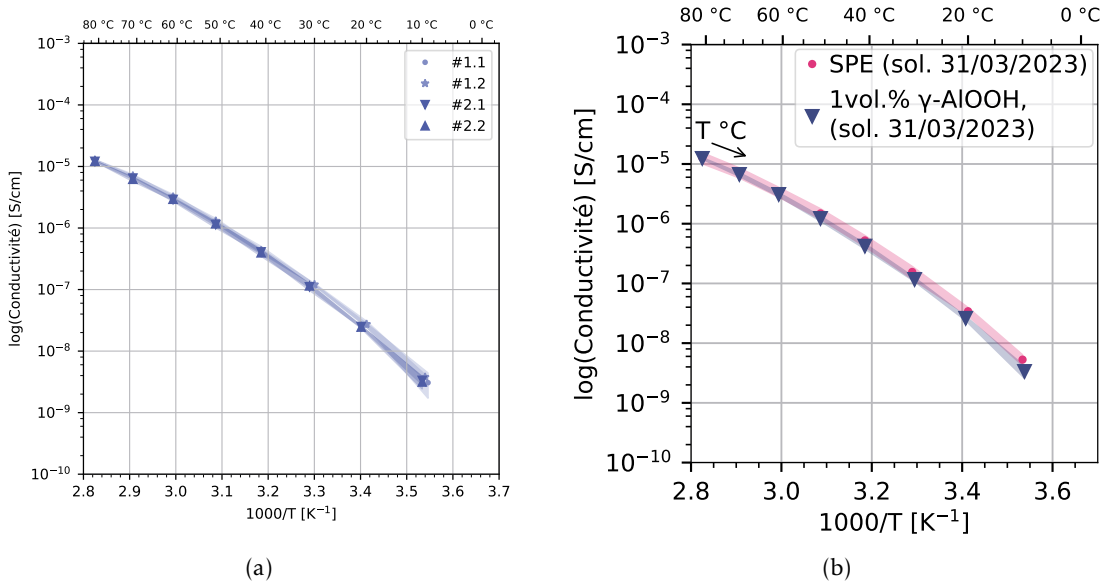 80 °C 70 °C 60 °C 50 °C 40 °C 30 °C 20 °C 10 °C 0 °C
10⁻³
10⁻⁴
10⁻⁵
10⁻⁶
10⁻⁷
10⁻⁸
10⁻⁹
10⁻¹⁰
log(Conductivité) [S/cm]
#1.1
#1.2
#2.1
#2.2
2.8 2.9 3.0 3.1 3.2 3.3 3.4 3.5 3.6 3.7
1000/T [K⁻¹]
(a)
80 °C 60 °C 40 °C 20 °C 0 °C
10⁻³
10⁻⁴
10⁻⁵
10⁻⁶
10⁻⁷
10⁻⁸
10⁻⁹
10⁻¹⁰
log(Conductivité) [S/cm]
SPE (sol. 31/03/2023)
1vol.% γ-AlOOH,
(sol. 31/03/2023)
T °C
2.8 3.0 3.2 3.4 3.6
1000/T [K⁻¹]
(b)